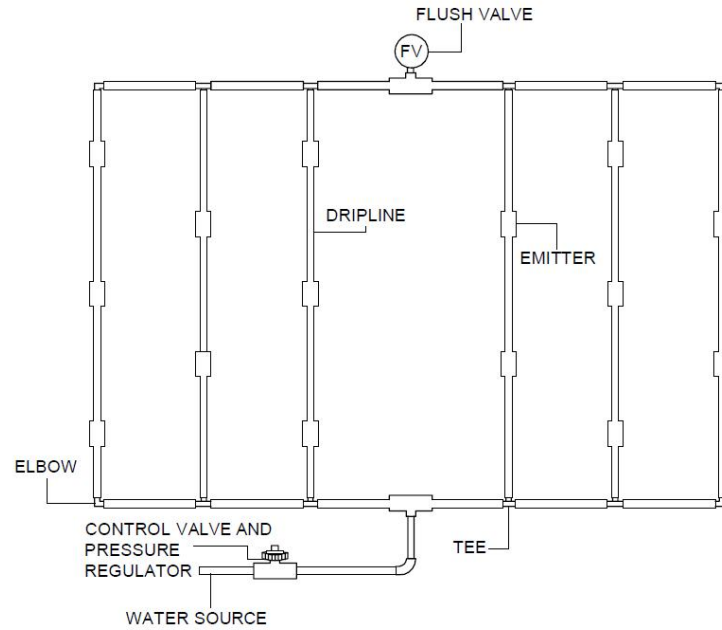 FLUSH VALVE
FV
DRIPLINE
EMITTER
ELBOW
CONTROL VALVE AND
PRESSURE
REGULATOR
TEE
WATER SOURCE